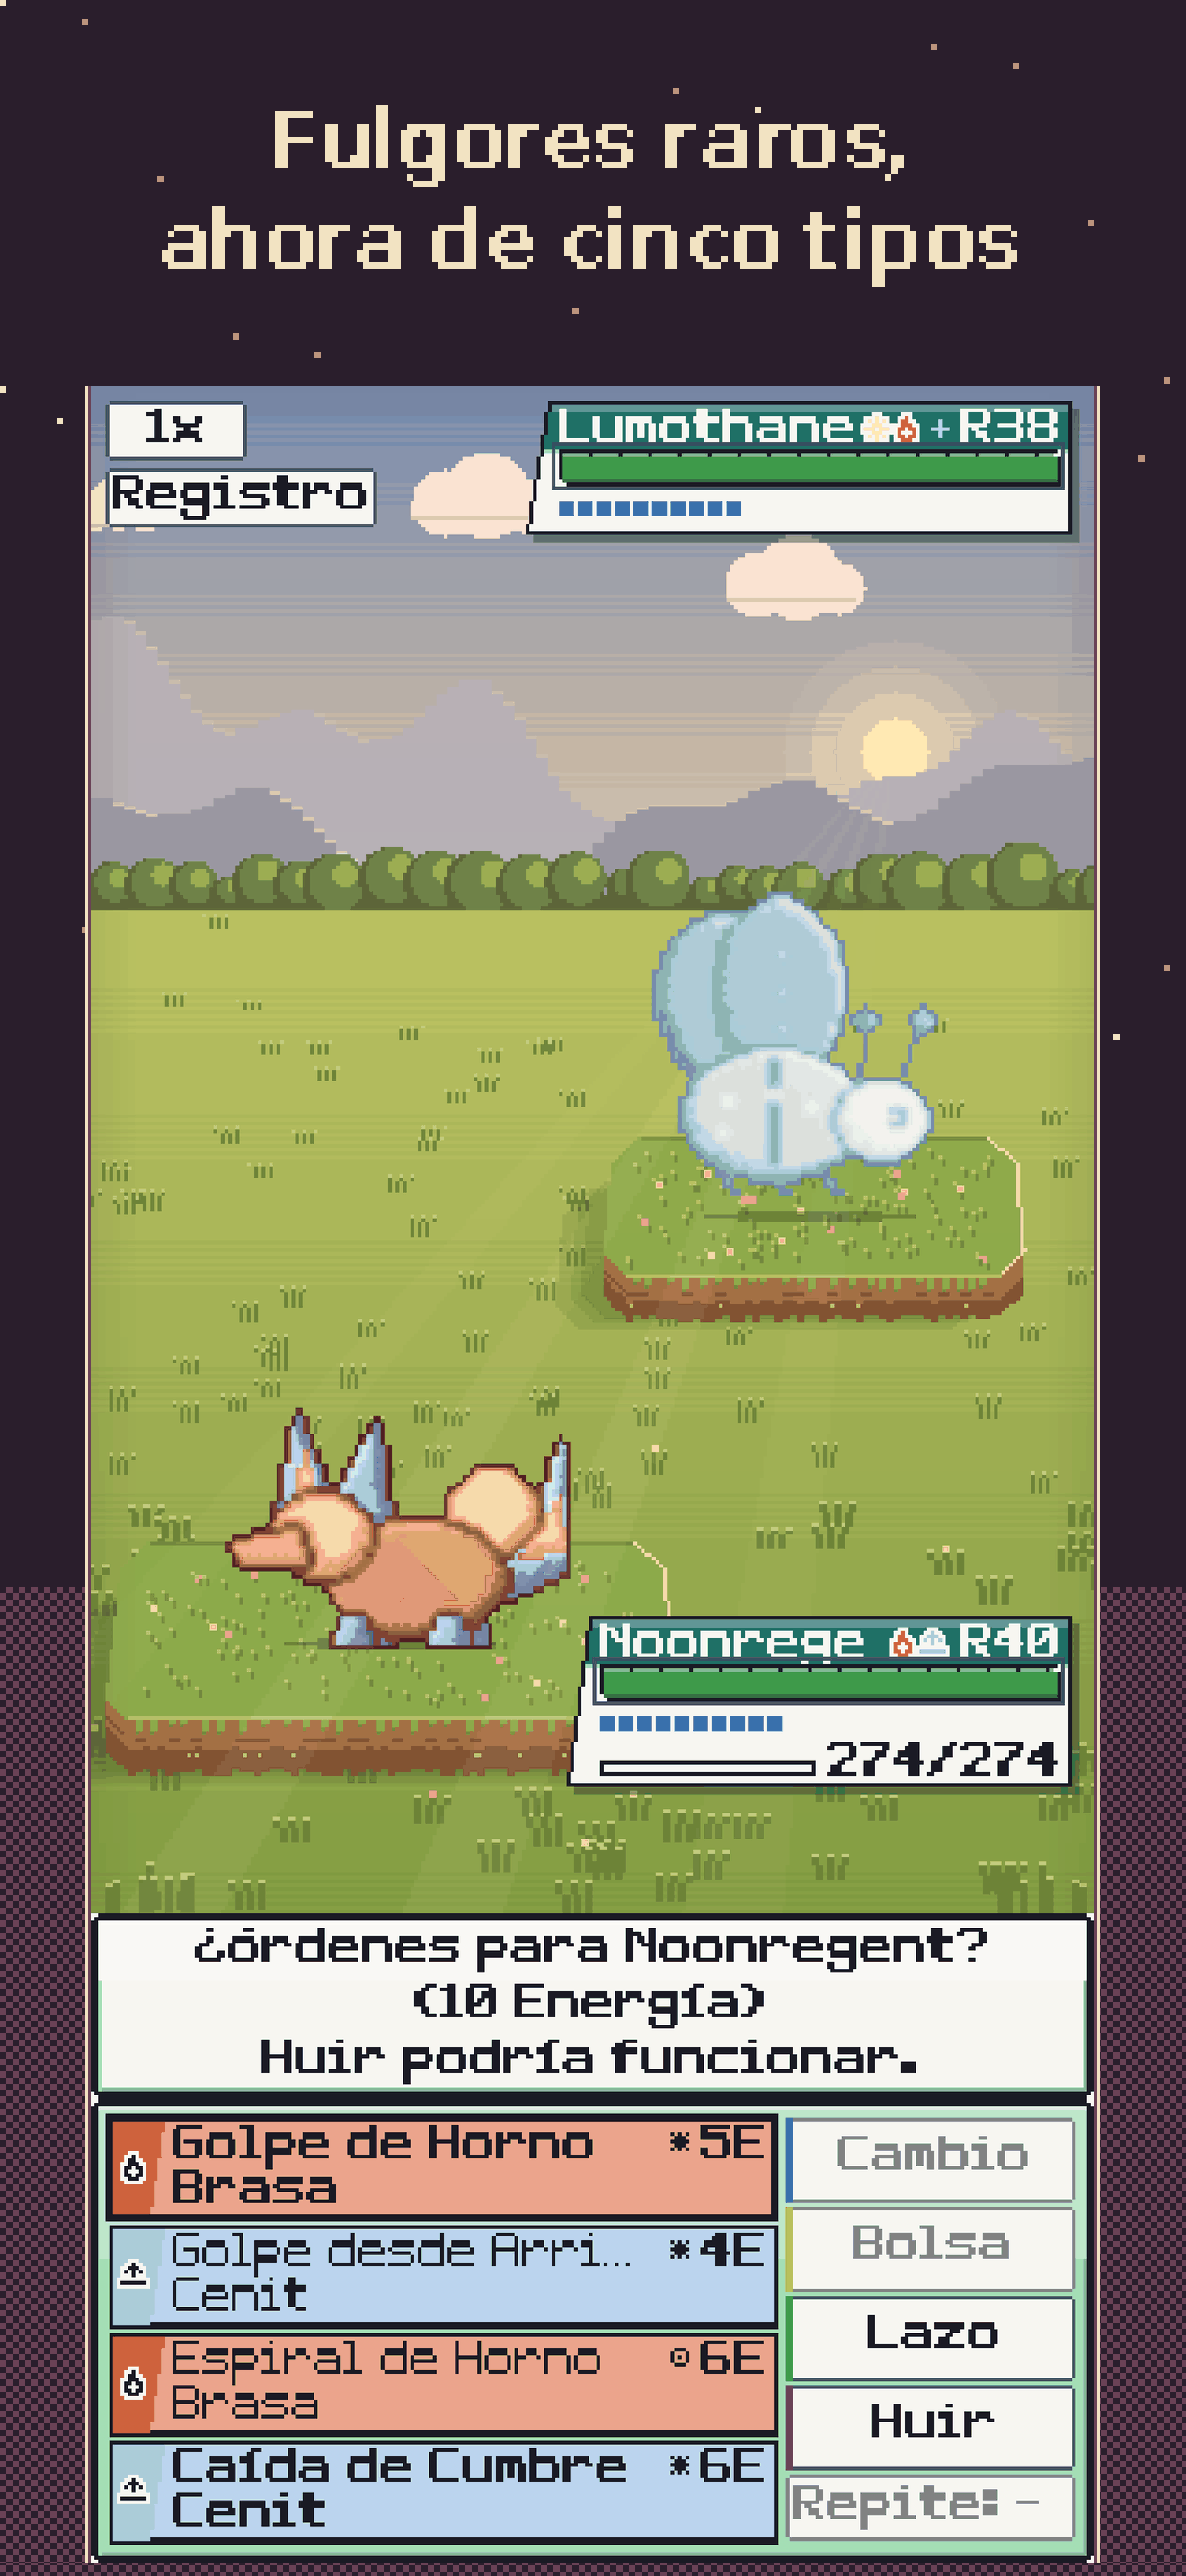 Fulgores raros,
ahora de cinco tipos
1x
Registro
Lumothane + R38
Noonrege R40
274/274
¿órdenes para Noonregent?
(10 Energía)
Huir podría funcionar.
Golpe de Horno *5E
Brasa
Cambio
Golpe desde Arri... *4E
Cenit
Bolsa
Lazo
Espiral de Horno ⊙6E
Brasa
Huir
Caída de Cumbre *6E
Cenit
Repite: -